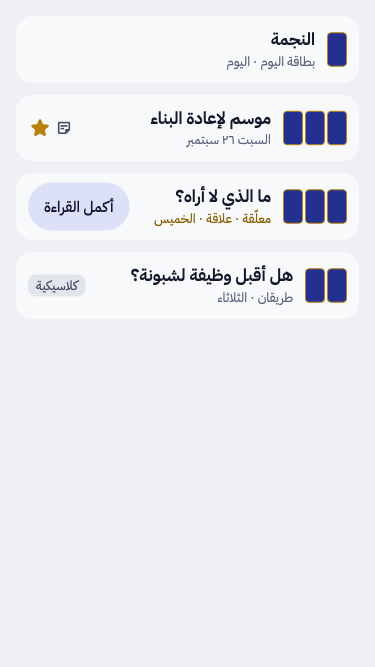 النجمة
بطاقة اليوم · اليوم
موسم لإعادة البناء
السبت ٢٦ سبتمبر
ما الذي لا أراه؟
معلّقة · علاقة · الخميس
أكمل القراءة
هل أقبل وظيفة لشبونة؟
طريقان · الثلاثاء
كلاسيكية